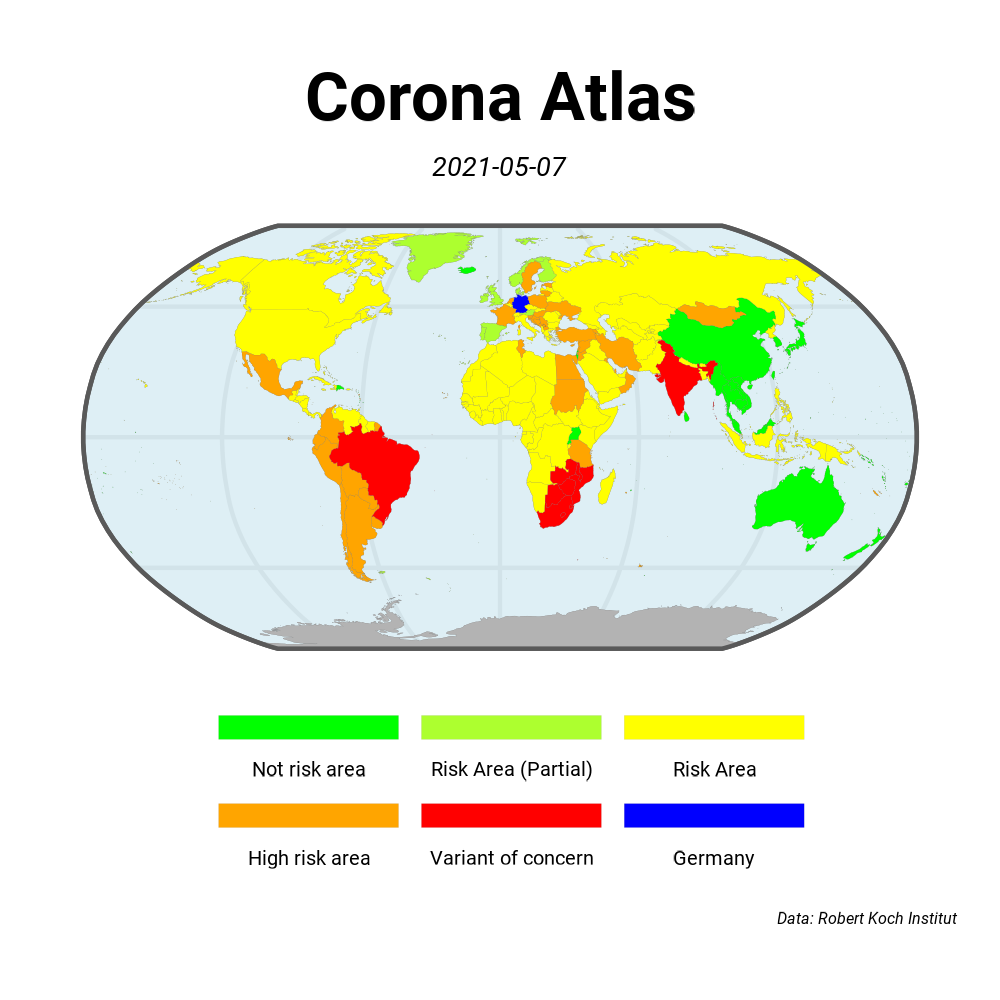 Corona Atlas
2021-05-07
Not risk area
Risk Area (Partial)
Risk Area
High risk area
Variant of concern
Germany
Data: Robert Koch Institut